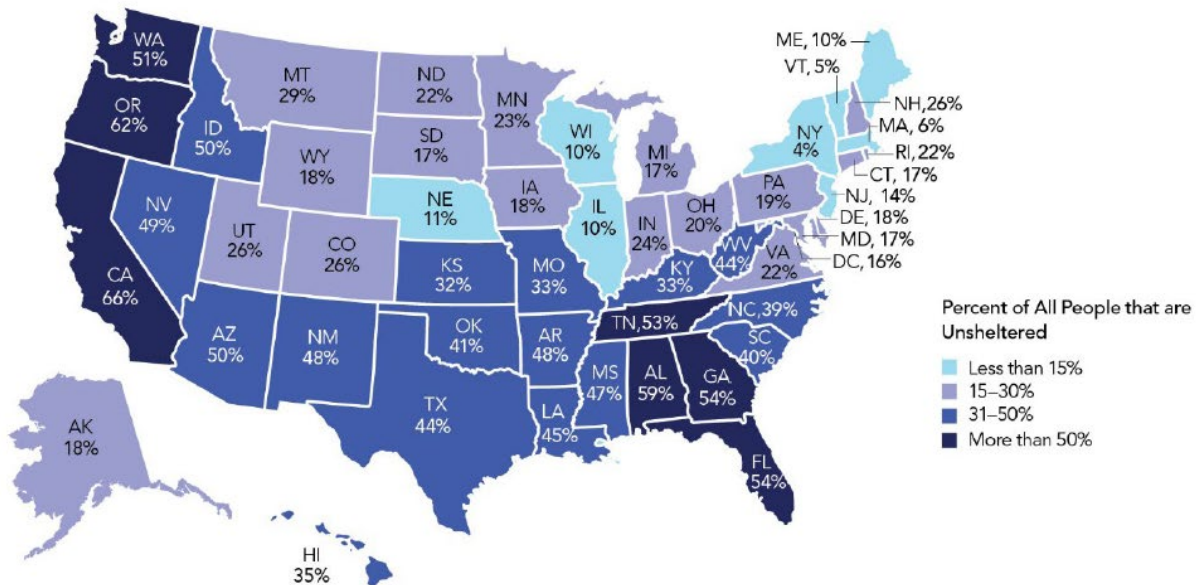 WA
51%
MT
29%
ND
22%
MN
23%
ME, 10%
VT, 5%
NH,26%
MA, 6%
RI, 22%
CT, 17%
NJ, 14%
DE, 18%
MD, 17%
DC, 16%
OR
62%
ID
50%
WY
18%
SD
17%
WI
10%
MI
17%
NY
4%
NV
49%
UT
26%
CO
26%
NE
11%
IA
18%
IL
10%
IN
24%
OH
20%
PA
19%
CA
66%
KS
32%
MO
33%
KY
33%
WV
44%
VA
22%
AZ
50%
NM
48%
OK
41%
AR
48%
TN,53%
NC,39%
SC
40%
TX
44%
LA
45%
MS
47%
AL
59%
GA
54%
FL
54%
AK
18%
HI
35%
Percent of All People that are
Unsheltered
Less than 15%
15–30%
31–50%
More than 50%